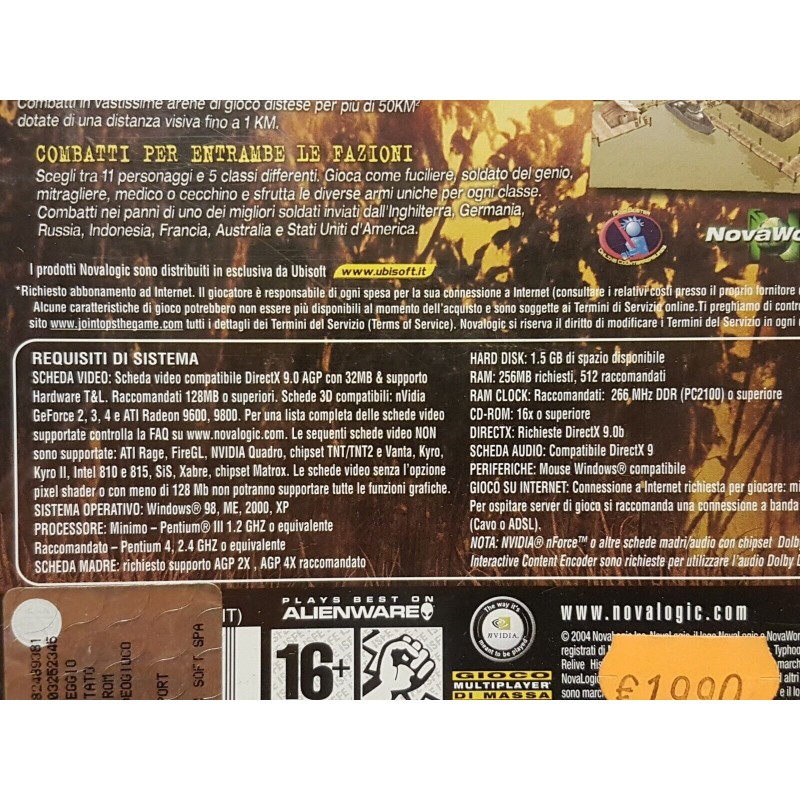 Combatti in vastissime arene di gioco distese per più di 50KM²
dotate di una distanza visiva fino a 1 KM.
COMBATTI PER ENTRAMBE LE FAZIONI
Scegli tra 11 personaggi e 5 classi differenti. Gioca come fuciliere, soldato del genio,
mitragliere, medico o cecchino e sfrutta le diverse armi uniche per ogni classe.
Combatti nei panni di uno dei migliori soldati inviati dall'Inghilterra, Germania,
Russia, Indonesia, Francia, Australia e Stati Uniti d'America.
NovaWo
I prodotti Novalogic sono distribuiti in esclusiva da Ubisoft www.ubisoft.it
*Richiesto abbonamento ad Internet. Il giocatore è responsabile di ogni spesa per la sua connessione a Internet (consultare i relativi costi presso il proprio fornitore
Alcune caratteristiche di gioco potrebbero non essere più disponibili al momento dell'acquisto e sono soggette ai Termini di Servizio online.Ti preghiamo di contro
sito www.jointopsthegame.com tutti i dettagli dei Termini del Servizio (Terms of Service). Novalogic si riserva il diritto di modificare i Termini del Servizio in ogni
REQUISITI DI SISTEMA
SCHEDA VIDEO: Scheda video compatibile DirectX 9.0 AGP con 32MB & supporto
Hardware T&L. Raccomandati 128MB o superiori. Schede 3D compatibili: nVidia
GeForce 2, 3, 4 e ATI Radeon 9600, 9800. Per una lista completa delle schede video
supportate controlla la FAQ su www.novalogic.com. Le sequenti schede video NON
sono supportate: ATI Rage, FireGL, NVIDIA Quadro, chipset TNT/TNT2 e Vanta, Kyro,
Kyro II, Intel 810 e 815, SiS, Xabre, chipset Matrox. Le schede video senza l'opzione
pixel shader o con meno di 128 Mb non potranno supportare tutte le funzioni grafiche.
SISTEMA OPERATIVO: Windows® 98, ME, 2000, XP
PROCESSORE: Minimo – Pentium® III 1.2 GHZ o equivalente
Raccomandato – Pentium 4, 2.4 GHZ o equivalente
SCHEDA MADRE: richiesto supporto AGP 2X , AGP 4X raccomandato
HARD DISK: 1.5 GB di spazio disponibile
RAM: 256MB richiesti, 512 raccomandati
RAM CLOCK: Raccomandati: 266 MHz DDR (PC2100) o superiore
CD-ROM: 16x o superiore
DIRECTX: Richieste DirectX 9.0b
SCHEDA AUDIO: Compatibile DirectX 9
PERIFERICHE: Mouse Windows® compatibile
GIOCO SU INTERNET: Connessione a Internet richiesta per giocare: mi
Per ospitare server di gioco si raccomanda una connessione a banda
(Cavo o ADSL).
NOTA: NVIDIA® nForce™ o altre schede madri/audio con chipset Dolby
Interactive Content Encoder sono richieste per utilizzare l'audio Dolby D
IT)
PLAYS BEST ON
ALIENWARE
16+
The way it's
NVIDIA
meant to be played
GIOCO
MULTIPLAYER
DI MASSA
www.novalogic.com
€1990